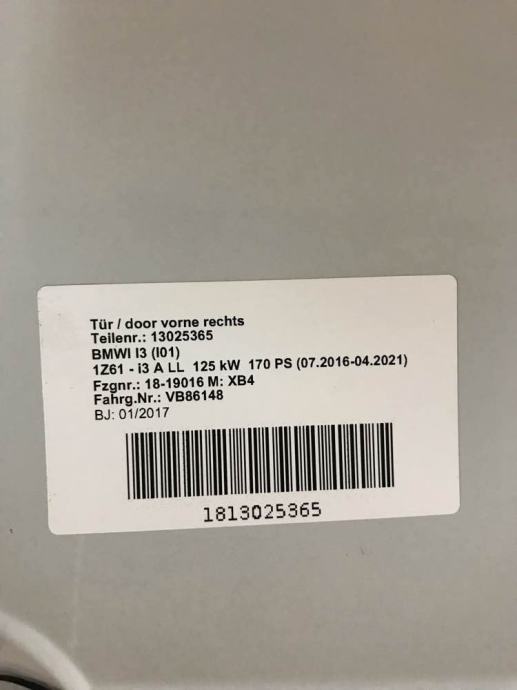 Tür / door vorne rechts
Teilenr.: 13025365
BMWI I3 (I01)
1Z61 - i3 A LL 125 kW 170 PS (07.2016-04.2021)
Fzgnr.: 18-19016 M: XB4
Fahrg.Nr.: VB86148
BJ: 01/2017
1813025365